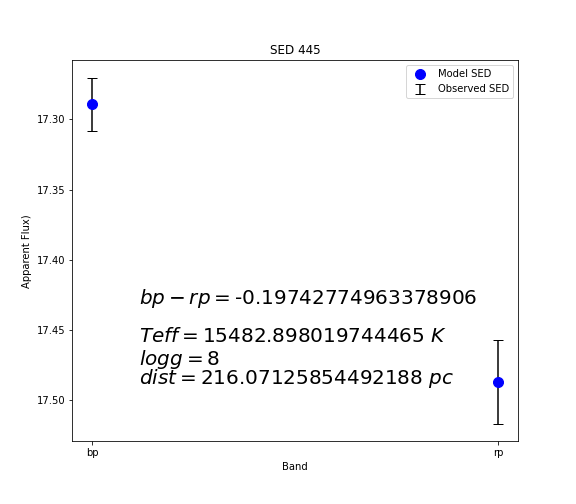 SED 445
Model SED
Observed SED
17.30
17.35
17.40
17.45
17.50
Apparent Flux)
bp − rp = -0.19742774963378906
Teff = 15482.898019744465 K
logg = 8
dist = 216.07125854492188 pc
bp
rp
Band